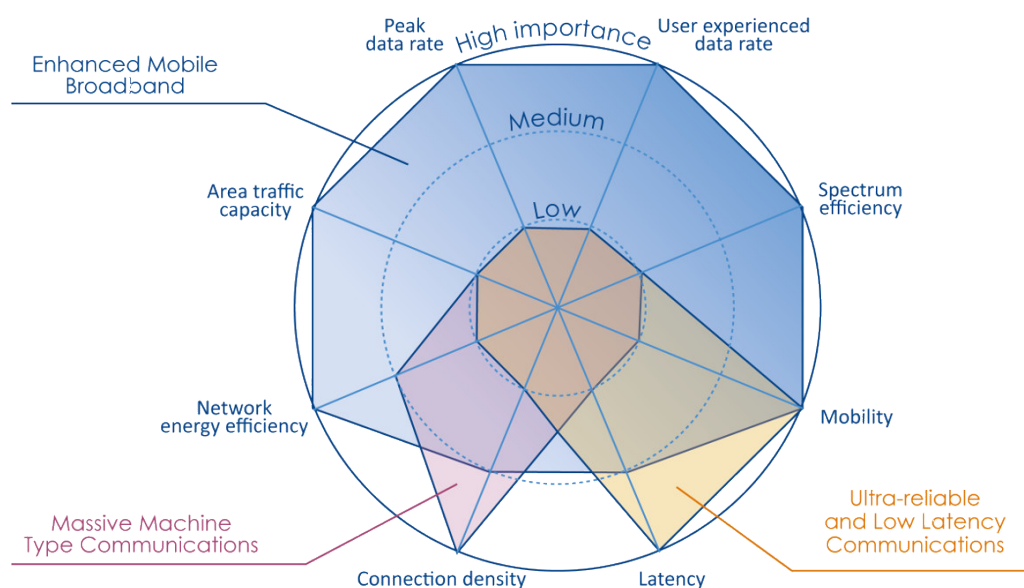 Peak
data rate
High importance
User experienced
data rate
Enhanced Mobile
Broadband
Medium
Area traffic
capacity
Low
Spectrum
efficiency
Network
energy efficiency
Mobility
Massive Machine
Type Communications
Ultra-reliable
and Low Latency
Communications
Connection density
Latency